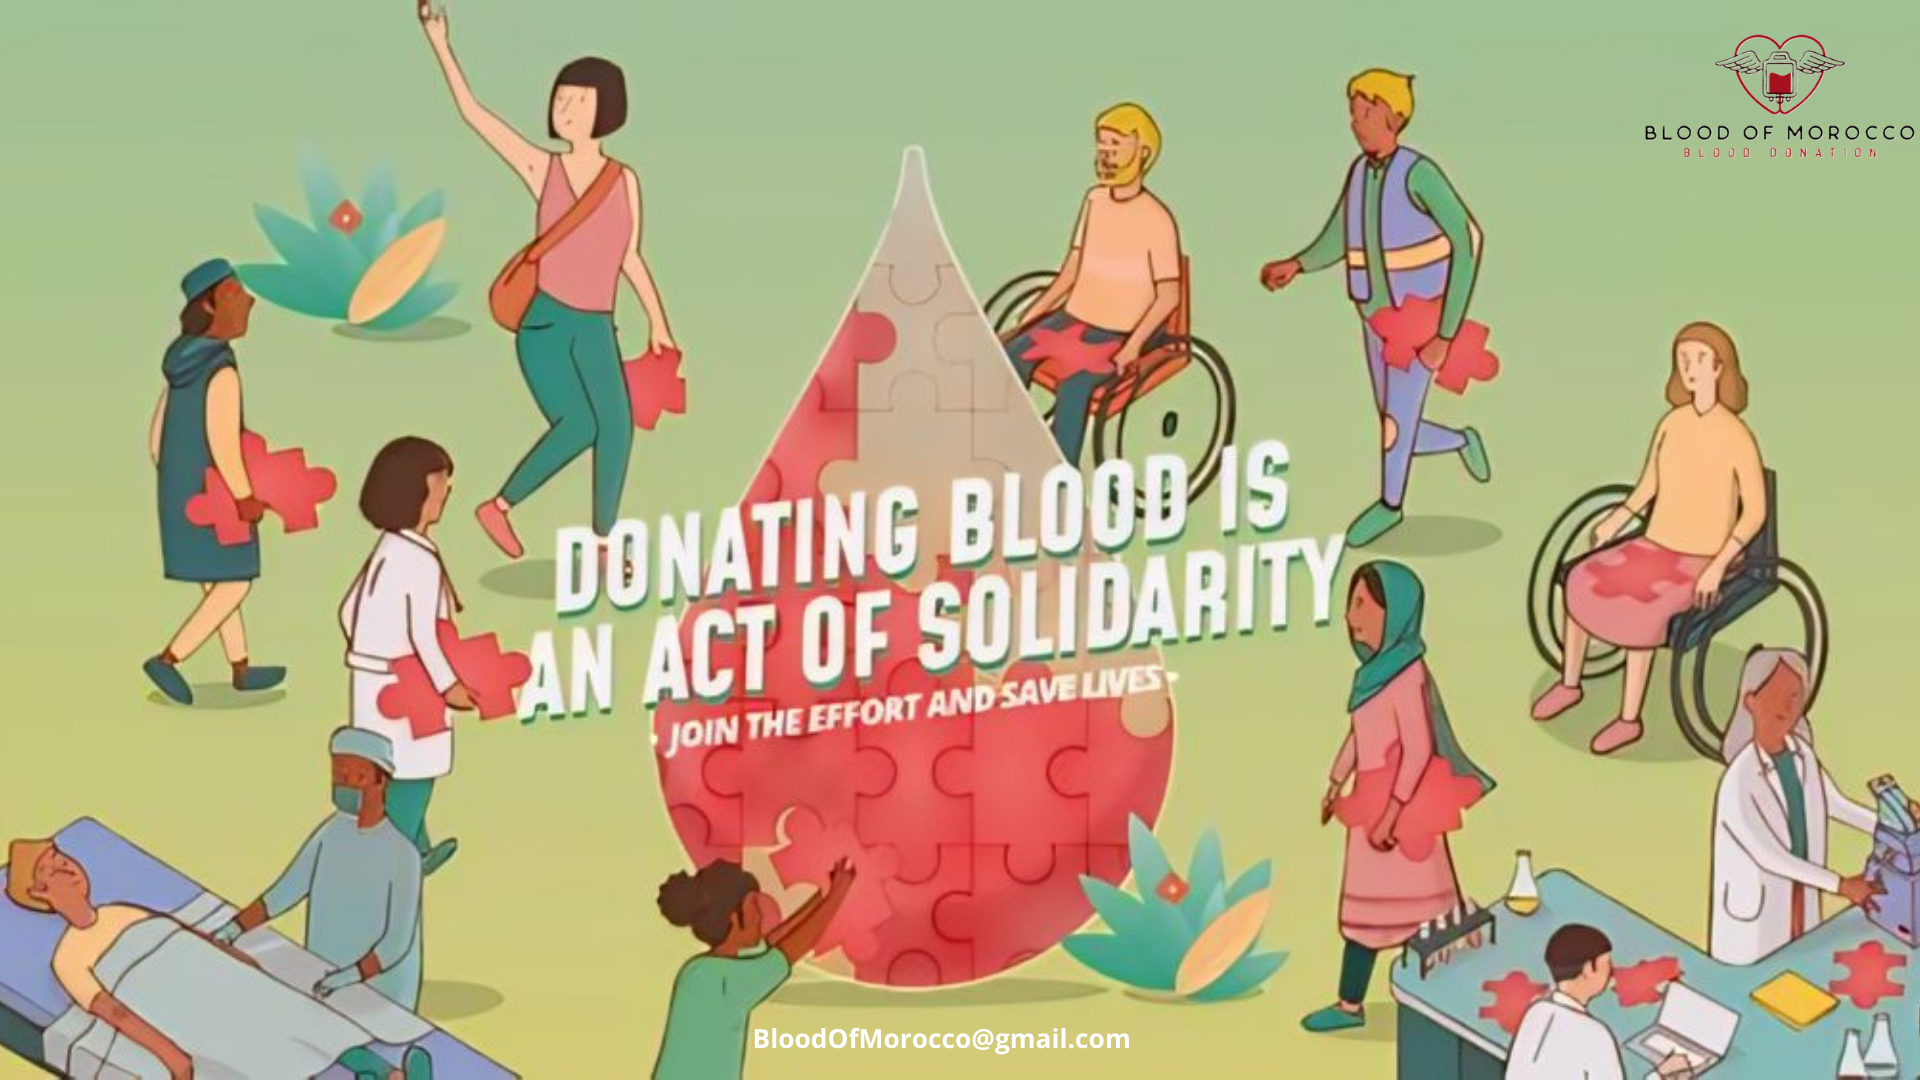 BLOOD OF MOROCCO
BLOOD DONATION
DONATING BLOOD IS
AN ACT OF SOLIDARITY
· JOIN THE EFFORT AND SAVE LIVES ·
BloodOfMorocco@gmail.com